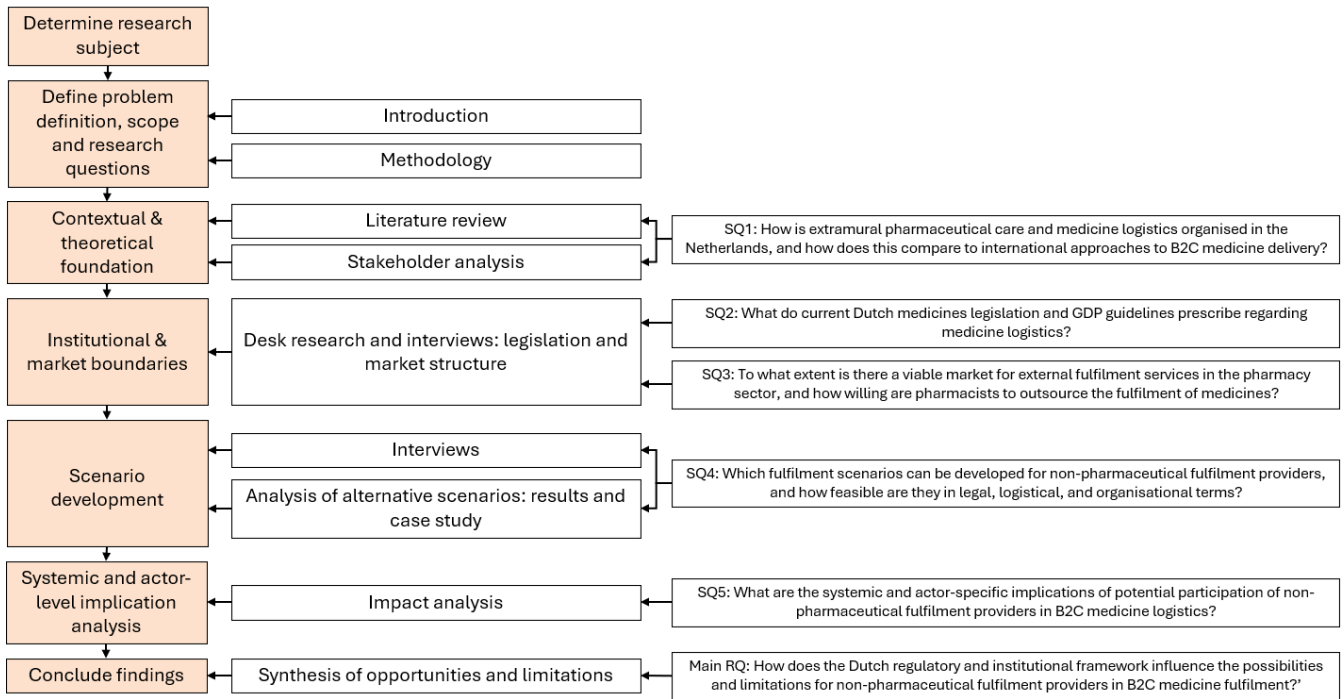 Determine research
subject
Define problem
definition, scope
and research
questions
Introduction
Methodology
Contextual &
theoretical
foundation
Literature review
Stakeholder analysis
SQ1: How is extramural pharmaceutical care and medicine logistics organised in the
Netherlands, and how does this compare to international approaches to B2C medicine delivery?
Institutional &
market boundaries
Desk research and interviews: legislation and
market structure
SQ2: What do current Dutch medicines legislation and GDP guidelines prescribe regarding
medicine logistics?
SQ3: To what extent is there a viable market for external fulfilment services in the pharmacy
sector, and how willing are pharmacists to outsource the fulfilment of medicines?
Scenario
development
Interviews
Analysis of alternative scenarios: results and
case study
SQ4: Which fulfilment scenarios can be developed for non-pharmaceutical fulfilment providers,
and how feasible are they in legal, logistical, and organisational terms?
Systemic and actor-
level implication
analysis
Impact analysis
SQ5: What are the systemic and actor-specific implications of potential participation of non-
pharmaceutical fulfilment providers in B2C medicine logistics?
Conclude findings
Synthesis of opportunities and limitations
Main RQ: How does the Dutch regulatory and institutional framework influence the possibilities
and limitations for non-pharmaceutical fulfilment providers in B2C medicine fulfilment?'